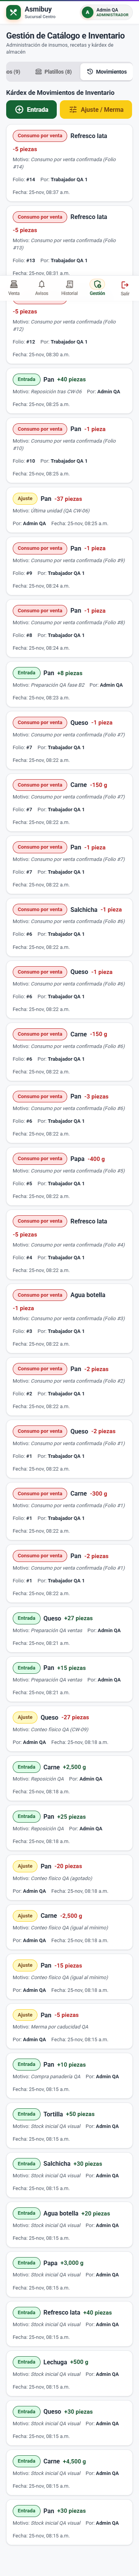 Asmibuy
Sucursal Centro
A
Admin QA
ADMINISTRADOR
Gestión de Catálogo e Inventario
Administración de insumos, recetas y kárdex de
almacén
os (9)
Platillos (8)
Movimientos
Kárdex de Movimientos de Inventario
Entrada
Ajuste / Merma
Consumo por venta Refresco lata
-5 piezas
Motivo: Consumo por venta confirmada (Folio
#14)
Folio: #14 Por: Trabajador QA 1
Fecha: 25-nov, 08:37 a.m.
Consumo por venta Refresco lata
-5 piezas
Motivo: Consumo por venta confirmada (Folio
#13)
Folio: #13 Por: Trabajador QA 1
Fecha: 25-nov, 08:31 a.m.
Venta
Avisos
Historial
Gestión
Salir
-5 piezas
Motivo: Consumo por venta confirmada (Folio
#12)
Folio: #12 Por: Trabajador QA 1
Fecha: 25-nov, 08:30 a.m.
Entrada Pan +40 piezas
Motivo: Reposición tras CW-06 Por: Admin QA
Fecha: 25-nov, 08:25 a.m.
Consumo por venta Pan -1 pieza
Motivo: Consumo por venta confirmada (Folio
#10)
Folio: #10 Por: Trabajador QA 1
Fecha: 25-nov, 08:25 a.m.
Ajuste Pan -37 piezas
Motivo: Última unidad (QA CW-06)
Por: Admin QA Fecha: 25-nov, 08:25 a.m.
Consumo por venta Pan -1 pieza
Motivo: Consumo por venta confirmada (Folio #9)
Folio: #9 Por: Trabajador QA 1
Fecha: 25-nov, 08:24 a.m.
Consumo por venta Pan -1 pieza
Motivo: Consumo por venta confirmada (Folio #8)
Folio: #8 Por: Trabajador QA 1
Fecha: 25-nov, 08:24 a.m.
Entrada Pan +8 piezas
Motivo: Preparación QA fase B2 Por: Admin QA
Fecha: 25-nov, 08:23 a.m.
Consumo por venta Queso -1 pieza
Motivo: Consumo por venta confirmada (Folio #7)
Folio: #7 Por: Trabajador QA 1
Fecha: 25-nov, 08:22 a.m.
Consumo por venta Carne -150 g
Motivo: Consumo por venta confirmada (Folio #7)
Folio: #7 Por: Trabajador QA 1
Fecha: 25-nov, 08:22 a.m.
Consumo por venta Pan -1 pieza
Motivo: Consumo por venta confirmada (Folio #7)
Folio: #7 Por: Trabajador QA 1
Fecha: 25-nov, 08:22 a.m.
Consumo por venta Salchicha -1 pieza
Motivo: Consumo por venta confirmada (Folio #6)
Folio: #6 Por: Trabajador QA 1
Fecha: 25-nov, 08:22 a.m.
Consumo por venta Queso -1 pieza
Motivo: Consumo por venta confirmada (Folio #6)
Folio: #6 Por: Trabajador QA 1
Fecha: 25-nov, 08:22 a.m.
Consumo por venta Carne -150 g
Motivo: Consumo por venta confirmada (Folio #6)
Folio: #6 Por: Trabajador QA 1
Fecha: 25-nov, 08:22 a.m.
Consumo por venta Pan -3 piezas
Motivo: Consumo por venta confirmada (Folio #6)
Folio: #6 Por: Trabajador QA 1
Fecha: 25-nov, 08:22 a.m.
Consumo por venta Papa -400 g
Motivo: Consumo por venta confirmada (Folio #5)
Folio: #5 Por: Trabajador QA 1
Fecha: 25-nov, 08:22 a.m.
Consumo por venta Refresco lata
-5 piezas
Motivo: Consumo por venta confirmada (Folio #4)
Folio: #4 Por: Trabajador QA 1
Fecha: 25-nov, 08:22 a.m.
Consumo por venta Agua botella
-1 pieza
Motivo: Consumo por venta confirmada (Folio #3)
Folio: #3 Por: Trabajador QA 1
Fecha: 25-nov, 08:22 a.m.
Consumo por venta Pan -2 piezas
Motivo: Consumo por venta confirmada (Folio #2)
Folio: #2 Por: Trabajador QA 1
Fecha: 25-nov, 08:22 a.m.
Consumo por venta Queso -2 piezas
Motivo: Consumo por venta confirmada (Folio #1)
Folio: #1 Por: Trabajador QA 1
Fecha: 25-nov, 08:22 a.m.
Consumo por venta Carne -300 g
Motivo: Consumo por venta confirmada (Folio #1)
Folio: #1 Por: Trabajador QA 1
Fecha: 25-nov, 08:22 a.m.
Consumo por venta Pan -2 piezas
Motivo: Consumo por venta confirmada (Folio #1)
Folio: #1 Por: Trabajador QA 1
Fecha: 25-nov, 08:22 a.m.
Entrada Queso +27 piezas
Motivo: Preparación QA ventas Por: Admin QA
Fecha: 25-nov, 08:21 a.m.
Entrada Pan +15 piezas
Motivo: Preparación QA ventas Por: Admin QA
Fecha: 25-nov, 08:21 a.m.
Ajuste Queso -27 piezas
Motivo: Conteo físico QA (CW-09)
Por: Admin QA Fecha: 25-nov, 08:18 a.m.
Entrada Carne +2,500 g
Motivo: Reposición QA Por: Admin QA
Fecha: 25-nov, 08:18 a.m.
Entrada Pan +25 piezas
Motivo: Reposición QA Por: Admin QA
Fecha: 25-nov, 08:18 a.m.
Ajuste Pan -20 piezas
Motivo: Conteo físico QA (agotado)
Por: Admin QA Fecha: 25-nov, 08:18 a.m.
Ajuste Carne -2,500 g
Motivo: Conteo físico QA (igual al mínimo)
Por: Admin QA Fecha: 25-nov, 08:18 a.m.
Ajuste Pan -15 piezas
Motivo: Conteo físico QA (igual al mínimo)
Por: Admin QA Fecha: 25-nov, 08:18 a.m.
Ajuste Pan -5 piezas
Motivo: Merma por caducidad QA
Por: Admin QA Fecha: 25-nov, 08:15 a.m.
Entrada Pan +10 piezas
Motivo: Compra panadería QA Por: Admin QA
Fecha: 25-nov, 08:15 a.m.
Entrada Tortilla +50 piezas
Motivo: Stock inicial QA visual Por: Admin QA
Fecha: 25-nov, 08:15 a.m.
Entrada Salchicha +30 piezas
Motivo: Stock inicial QA visual Por: Admin QA
Fecha: 25-nov, 08:15 a.m.
Entrada Agua botella +20 piezas
Motivo: Stock inicial QA visual Por: Admin QA
Fecha: 25-nov, 08:15 a.m.
Entrada Papa +3,000 g
Motivo: Stock inicial QA visual Por: Admin QA
Fecha: 25-nov, 08:15 a.m.
Entrada Refresco lata +40 piezas
Motivo: Stock inicial QA visual Por: Admin QA
Fecha: 25-nov, 08:15 a.m.
Entrada Lechuga +500 g
Motivo: Stock inicial QA visual Por: Admin QA
Fecha: 25-nov, 08:15 a.m.
Entrada Queso +30 piezas
Motivo: Stock inicial QA visual Por: Admin QA
Fecha: 25-nov, 08:15 a.m.
Entrada Carne +4,500 g
Motivo: Stock inicial QA visual Por: Admin QA
Fecha: 25-nov, 08:15 a.m.
Entrada Pan +30 piezas
Motivo: Stock inicial QA visual Por: Admin QA
Fecha: 25-nov, 08:15 a.m.